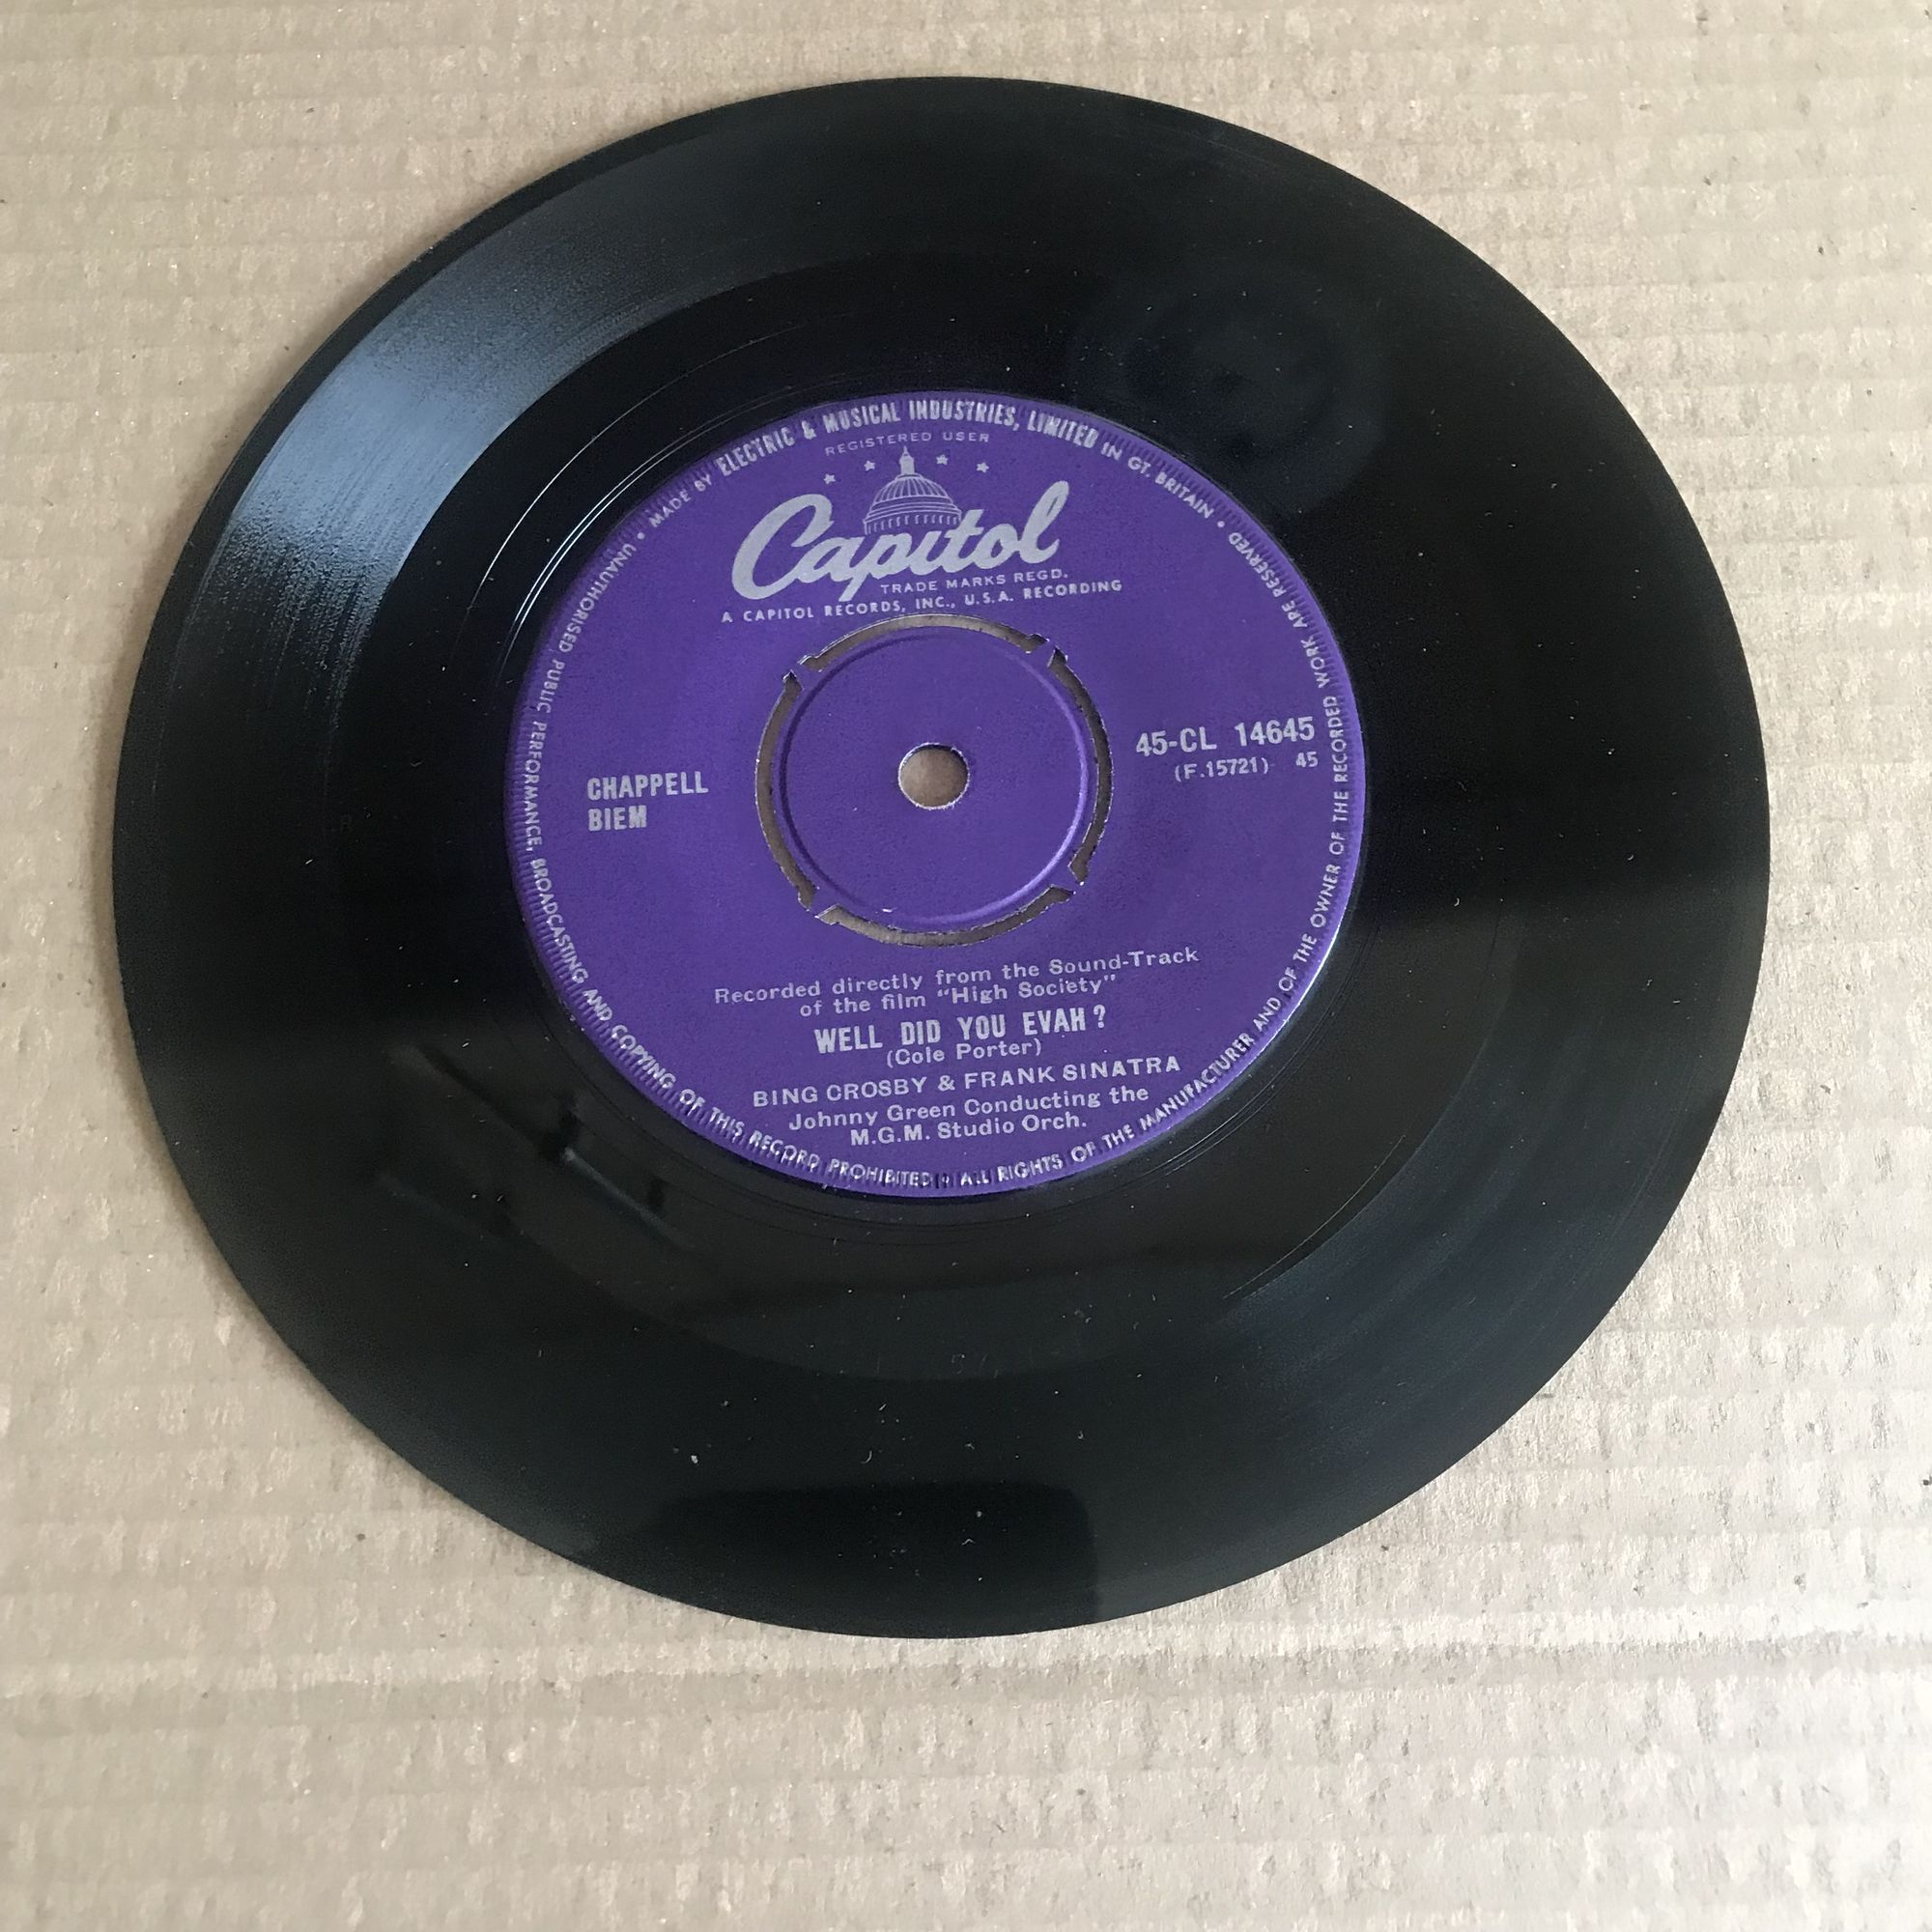 MADE BY ELECTRIC & MUSICAL INDUSTRIES, LIMITED IN GT. BRITAIN •
REGISTERED USER
Capitol
TRADE MARKS REGD.
A CAPITOL RECORDS, INC., U.S.A. RECORDING
45-CL 14645
(F.15721) 45
CHAPPELL
BIEM
Recorded directly from the Sound-Track
of the film "High Society"
WELL DID YOU EVAH?
(Cole Porter)
BING CROSBY & FRANK SINATRA
Johnny Green Conducting the
M.G.M. Studio Orch.
• UNAUTHORISED PUBLIC PERFORMANCE, BROADCASTING AND COPYING OF THIS RECORD PROHIBITED • ALL RIGHTS OF THE MANUFACTURER AND OF THE OWNER OF THE RECORDED WORK ARE RESERVED